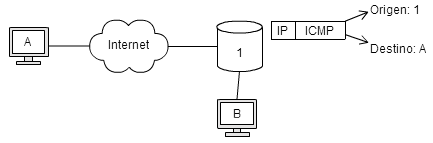 A
Internet
1
B
IP
ICMP
Origen: 1
Destino: A